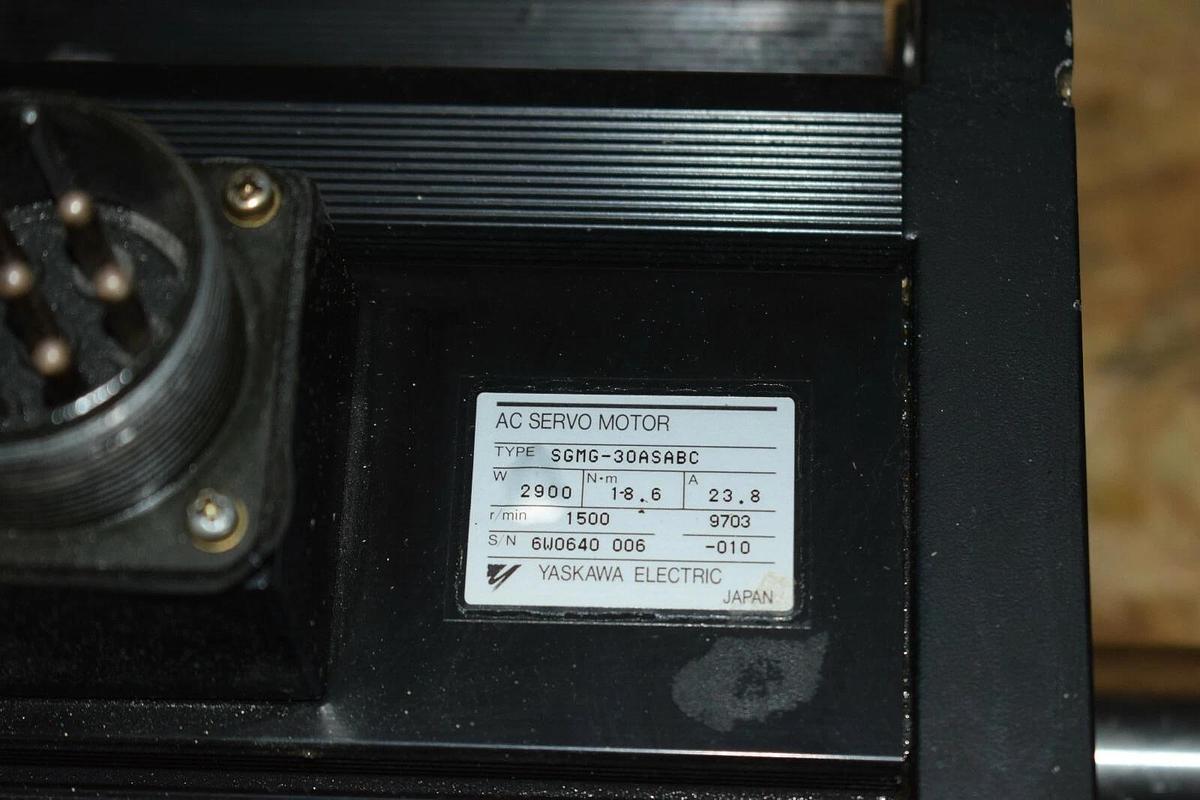 AC SERVO MOTOR
TYPE SGMG-30ASABC
W 2900 N·m 18.6 A 23.8
r/min 1500 9703
S/N 6W0640 006 -010
YASKAWA ELECTRIC
JAPAN